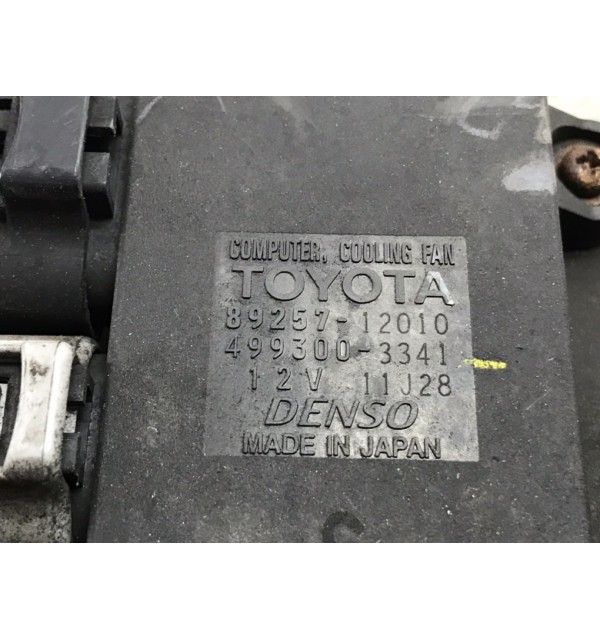 COMPUTER, COOLING FAN
TOYOTA
89257-12010
499300-3341
12V 11J28
DENSO
MADE IN JAPAN